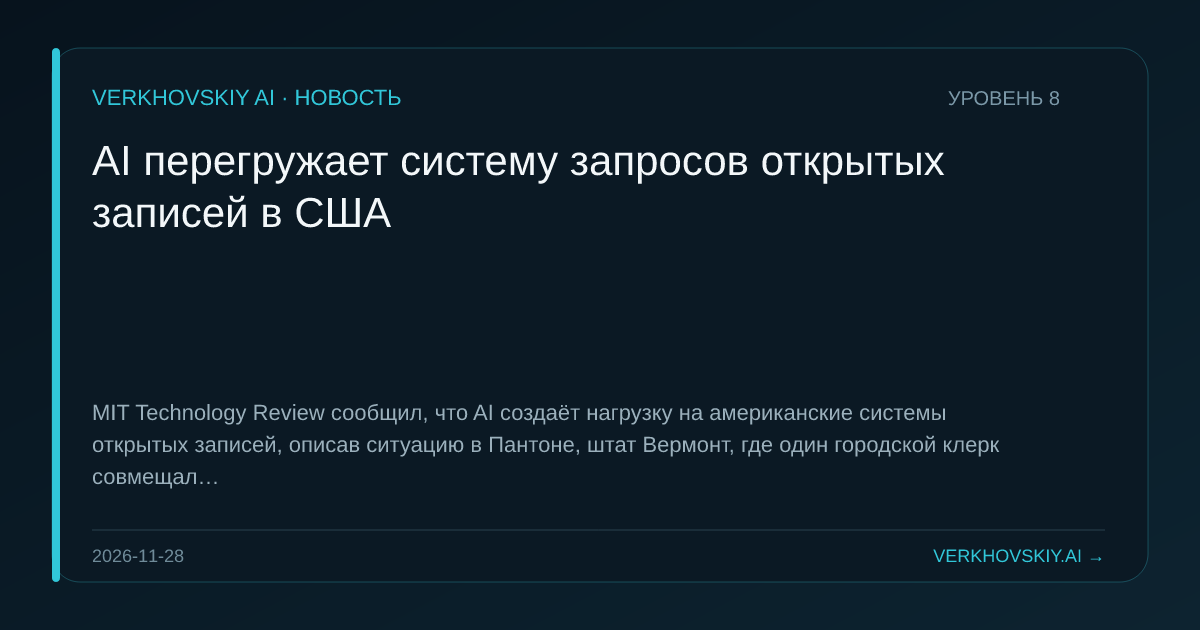 VERKHOVSKIY AI · НОВОСТЬ
УРОВЕНЬ 8
AI перегружает систему запросов открытых
записей в США
MIT Technology Review сообщил, что AI создаёт нагрузку на американские системы
открытых записей, описав ситуацию в Пантоне, штат Вермонт, где один городской клерк
совмещал…
2026-11-28
VERKHOVSKIY.AI →